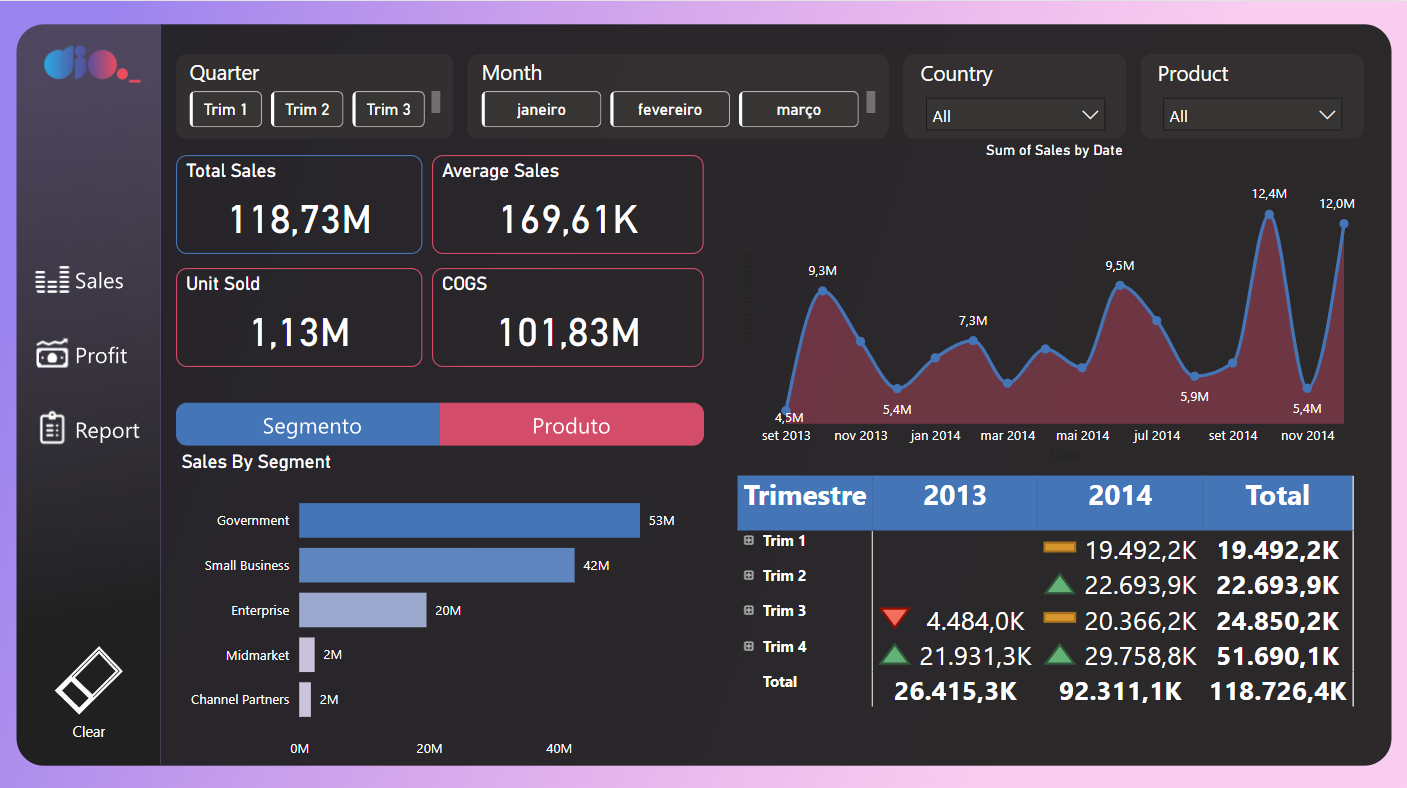 dio._
Quarter
Trim 1 Trim 2 Trim 3
Month
janeiro fevereiro março
Country
All
Product
All
Total Sales
118,73M
Average Sales
169,61K
Unit Sold
1,13M
COGS
101,83M
Sales
Profit
Report
Clear
Segmento Produto
Sales By Segment
Government 53M
Small Business 42M
Enterprise 20M
Midmarket 2M
Channel Partners 2M
0M 20M 40M
Sum of Sales by Date
12,4M
12,0M
9,3M
9,5M
7,3M
5,9M
4,5M
5,4M
5,4M
set 2013 nov 2013 jan 2014 mar 2014 mai 2014 jul 2014 set 2014 nov 2014
Date
Trimestre 2013 2014 Total
Trim 1 19.492,2K 19.492,2K
Trim 2 22.693,9K 22.693,9K
Trim 3 4.484,0K 20.366,2K 24.850,2K
Trim 4 21.931,3K 29.758,8K 51.690,1K
Total 26.415,3K 92.311,1K 118.726,4K